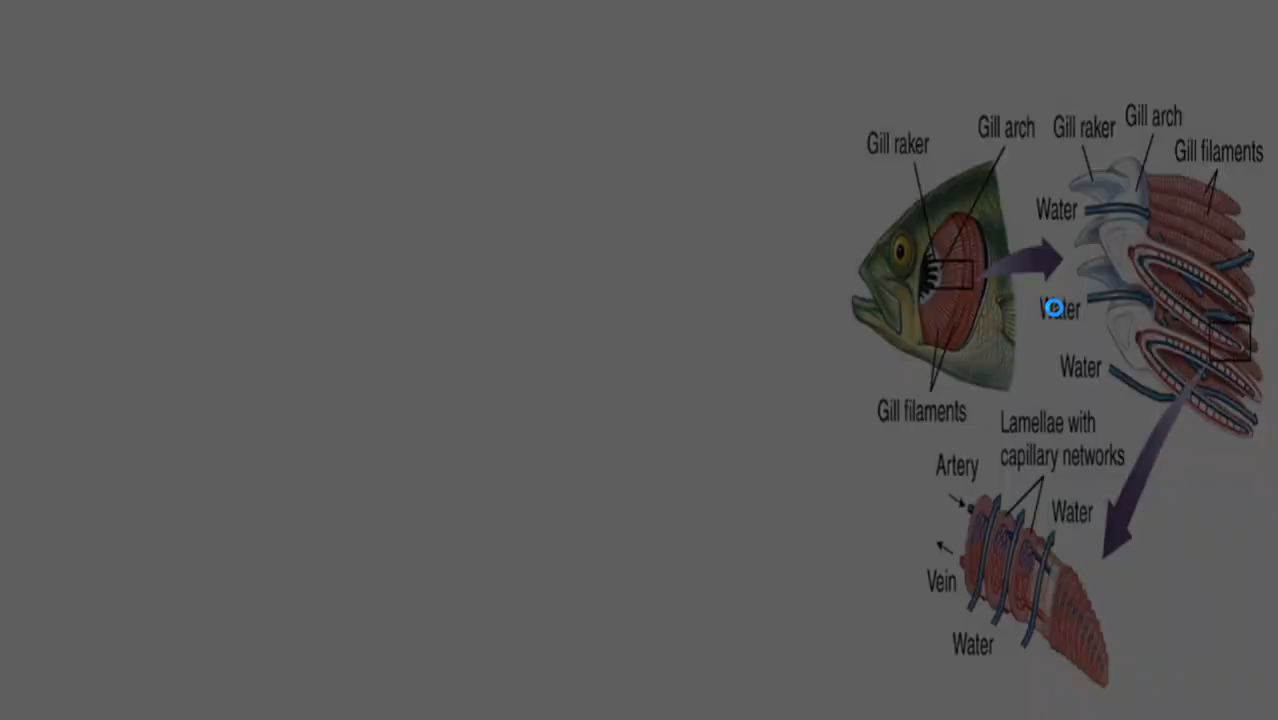 Gill raker
Gill arch
Gill filaments
Gill raker
Gill arch
Gill filaments
Water
Water
Water
Lamellae with
capillary networks
Artery
Water
Vein
Water